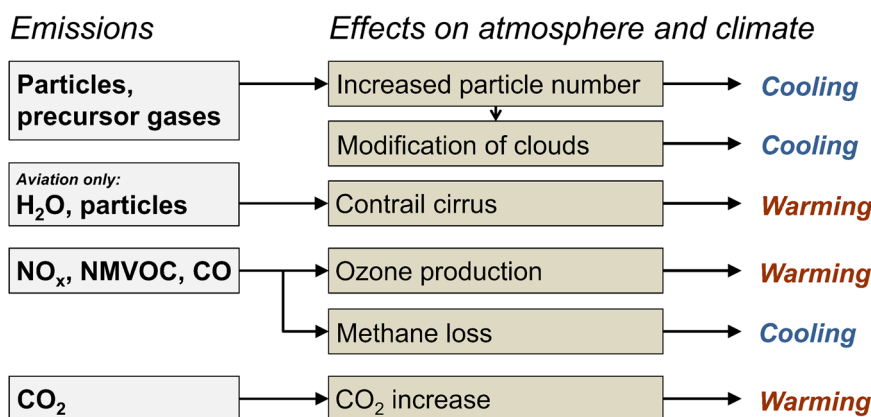 Emissions
Effects on atmosphere and climate
Particles,
precursor gases
Increased particle number
Cooling
Modification of clouds
Cooling
Aviation only:
H₂O, particles
Contrail cirrus
Warming
NOₓ, NMVOC, CO
Ozone production
Warming
Methane loss
Cooling
CO₂
CO₂ increase
Warming